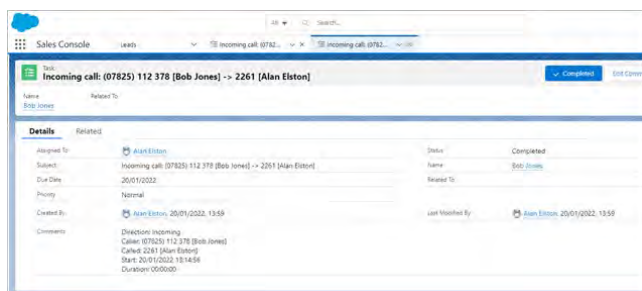 All
Search...
Sales Console
Leads
Incoming call: (0782...
Incoming call: (0782...
Task
Incoming call: (07825) 112 378 [Bob Jones] -> 2261 [Alan Elston]
Completed
Edit Comm
Name
Related To
Bob Jones
Details
Related
Assigned To
Alan Elston
Status
Completed
Subject
Incoming call: (07825) 112 378 [Bob Jones] -> 2261 [Alan Elston]
Name
Bob Jones
Due Date
20/01/2022
Related To
Priority
Normal
Created By
Alan Elston, 20/01/2022, 13:59
Last Modified By
Alan Elston, 20/01/2022, 13:59
Comments
Direction: Incoming
Caller: (07825) 112 378 [Bob Jones]
Called: 2261 [Alan Elston]
Start: 20/01/2022 13:14:56
Duration: 00:00:00